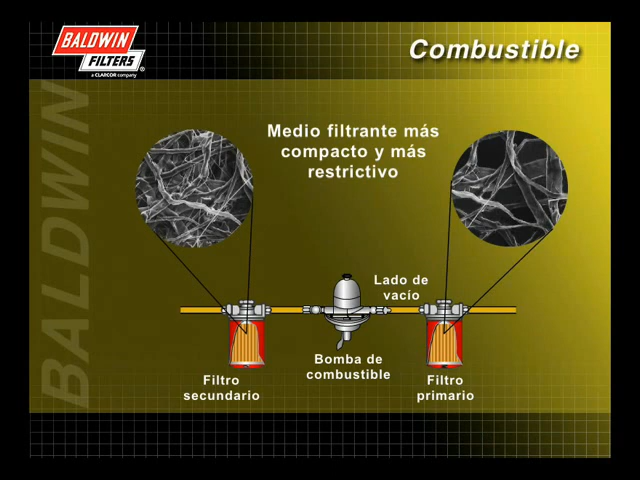 BALDWIN
FILTERS
a CLARCOR company
Combustible
BALDWIN
Medio filtrante más
compacto y más
restrictivo
Lado de
vacío
Bomba de
combustible
Filtro
secundario
Filtro
primario